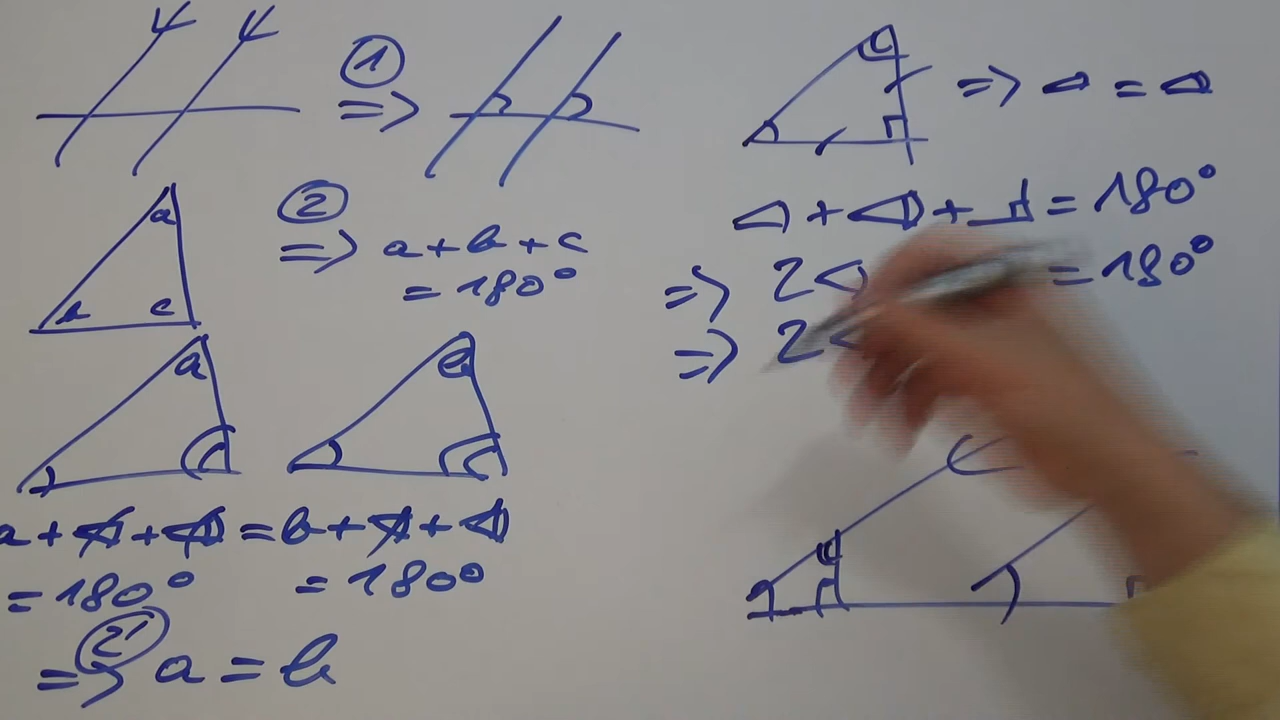 ①
=>
a
b
c
②
=> a + b + c
= 180°
a
b
a + ∢ + ∢ = b + ∢ + ∢
= 180° = 180°
2'
=> a = b
=> ∢ = ∢
∢ + ∢ + ⊾ = 180°
=> 2∢ = 180°
=> 2∢